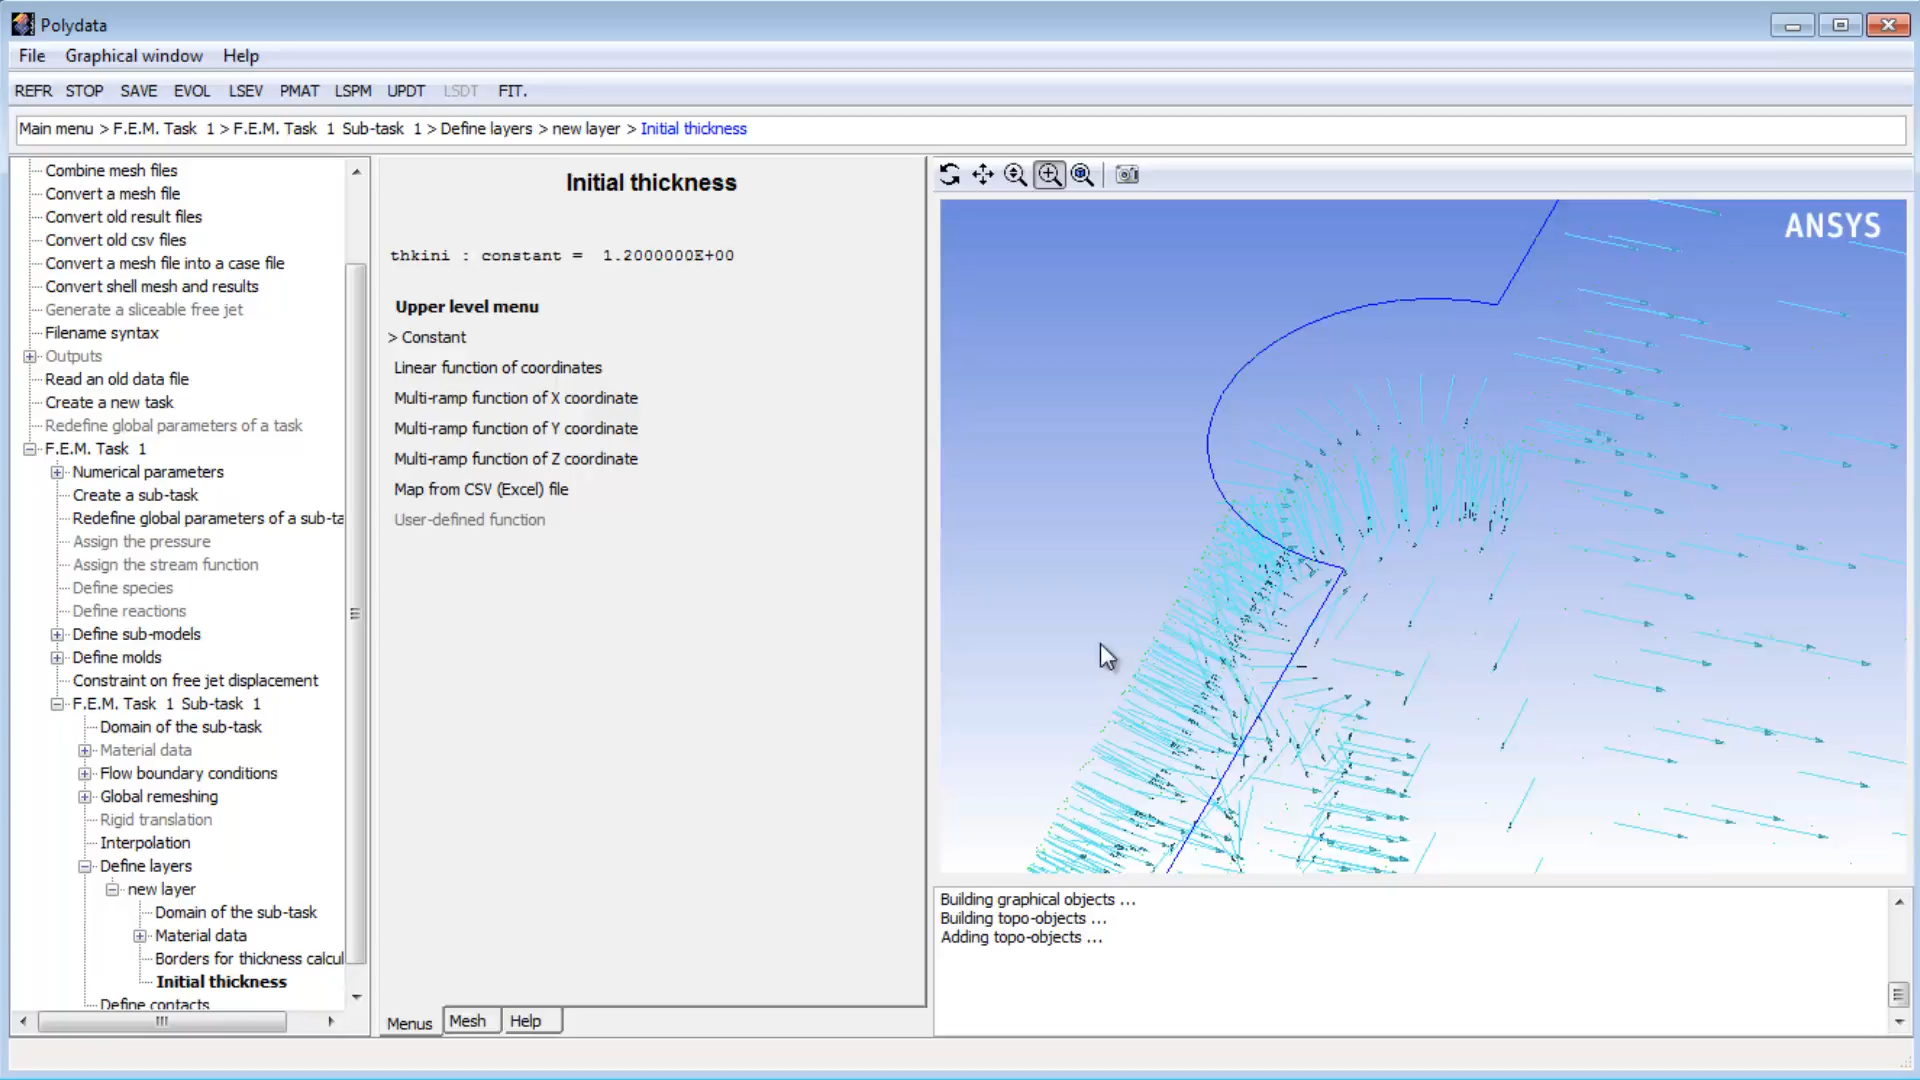 Polydata
File Graphical window Help
REFR STOP SAVE EVOL LSEV PMAT LSPM UPDT LSDT FIT.
Main menu > F.E.M. Task 1 > F.E.M. Task 1 Sub-task 1 > Define layers > new layer > Initial thickness
Combine mesh files
Convert a mesh file
Convert old result files
Convert old csv files
Convert a mesh file into a case file
Convert shell mesh and results
Generate a sliceable free jet
Filename syntax
Outputs
Read an old data file
Create a new task
Redefine global parameters of a task
F.E.M. Task 1
Numerical parameters
Create a sub-task
Redefine global parameters of a sub-ta
Assign the pressure
Assign the stream function
Define species
Define reactions
Define sub-models
Define molds
Constraint on free jet displacement
F.E.M. Task 1 Sub-task 1
Domain of the sub-task
Material data
Flow boundary conditions
Global remeshing
Rigid translation
Interpolation
Define layers
new layer
Domain of the sub-task
Material data
Borders for thickness calcul
Initial thickness
Define contacts
Initial thickness
thkini : constant = 1.2000000E+00
Upper level menu
> Constant
Linear function of coordinates
Multi-ramp function of X coordinate
Multi-ramp function of Y coordinate
Multi-ramp function of Z coordinate
Map from CSV (Excel) file
User-defined function
Menus Mesh Help
ANSYS
Building graphical objects ...
Building topo-objects ...
Adding topo-objects ...